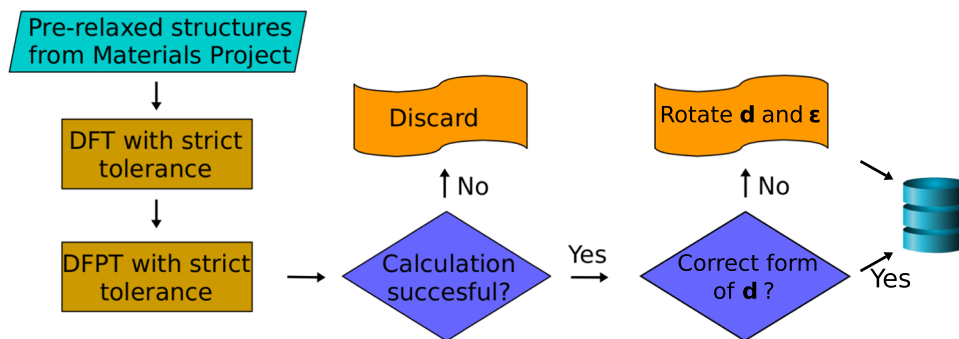 Pre-relaxed structures
from Materials Project
DFT with strict
tolerance
DFPT with strict
tolerance
Discard
No
Calculation
succesful?
Yes
Rotate d and ε
No
Correct form
of d ?
Yes